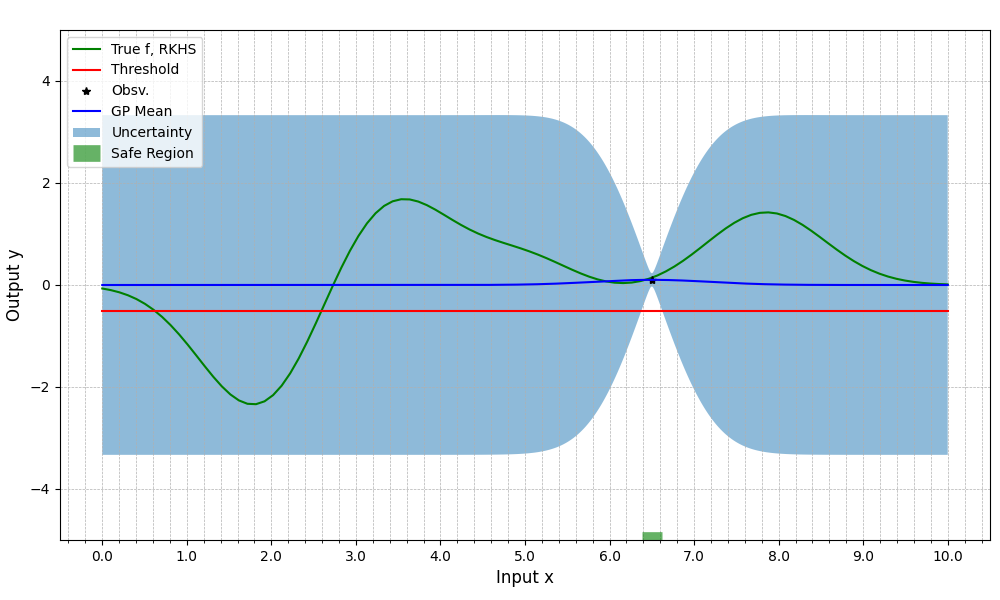 True f, RKHS
Threshold
Obsv.
GP Mean
Uncertainty
Safe Region
Output y
4
2
0
−2
−4
0.0 1.0 2.0 3.0 4.0 5.0 6.0 7.0 8.0 9.0 10.0
Input x